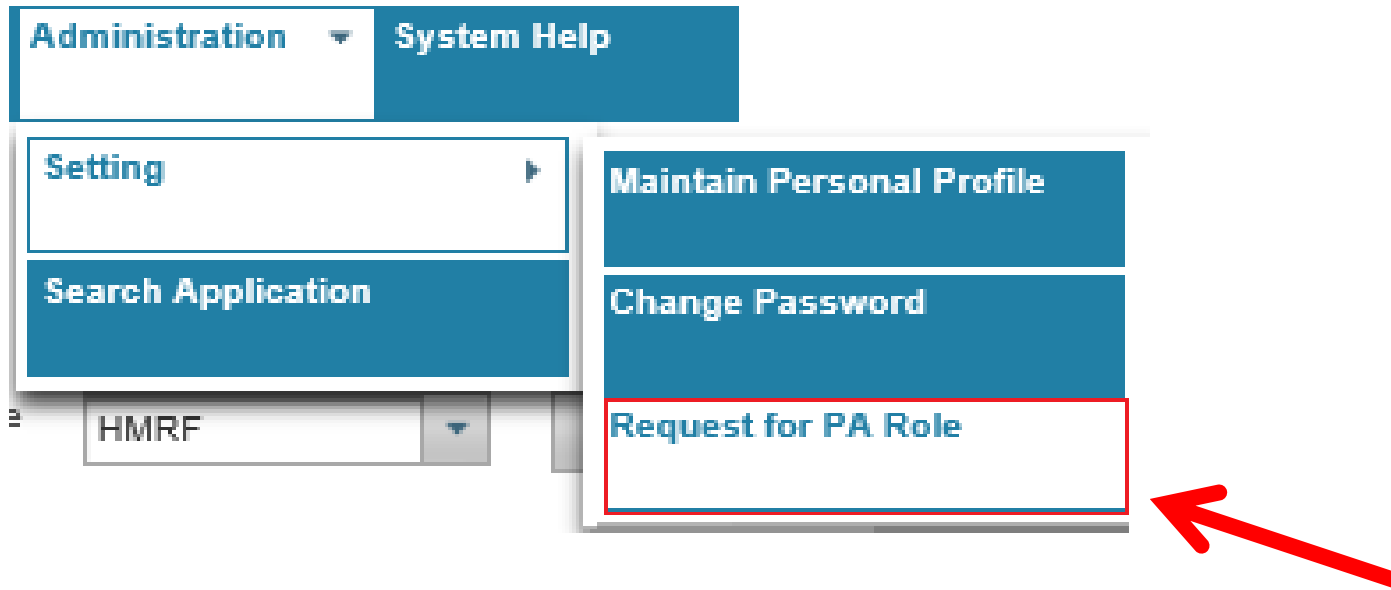 Administration
System Help
Setting
Maintain Personal Profile
Search Application
Change Password
HMRF
Request for PA Role